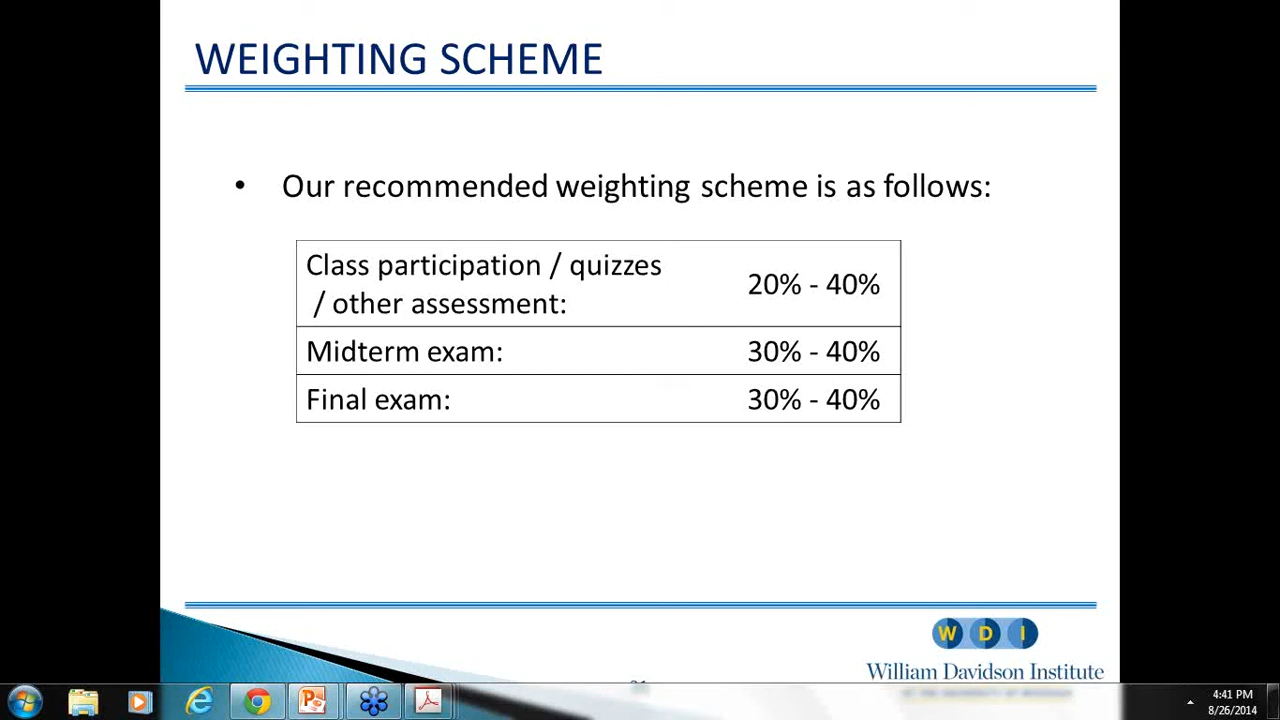 WEIGHTING SCHEME
• Our recommended weighting scheme is as follows:
Class participation / quizzes
/ other assessment:
20% - 40%
Midterm exam: 30% - 40%
Final exam: 30% - 40%
W D I
William Davidson Institute
4:41 PM
8/26/2014